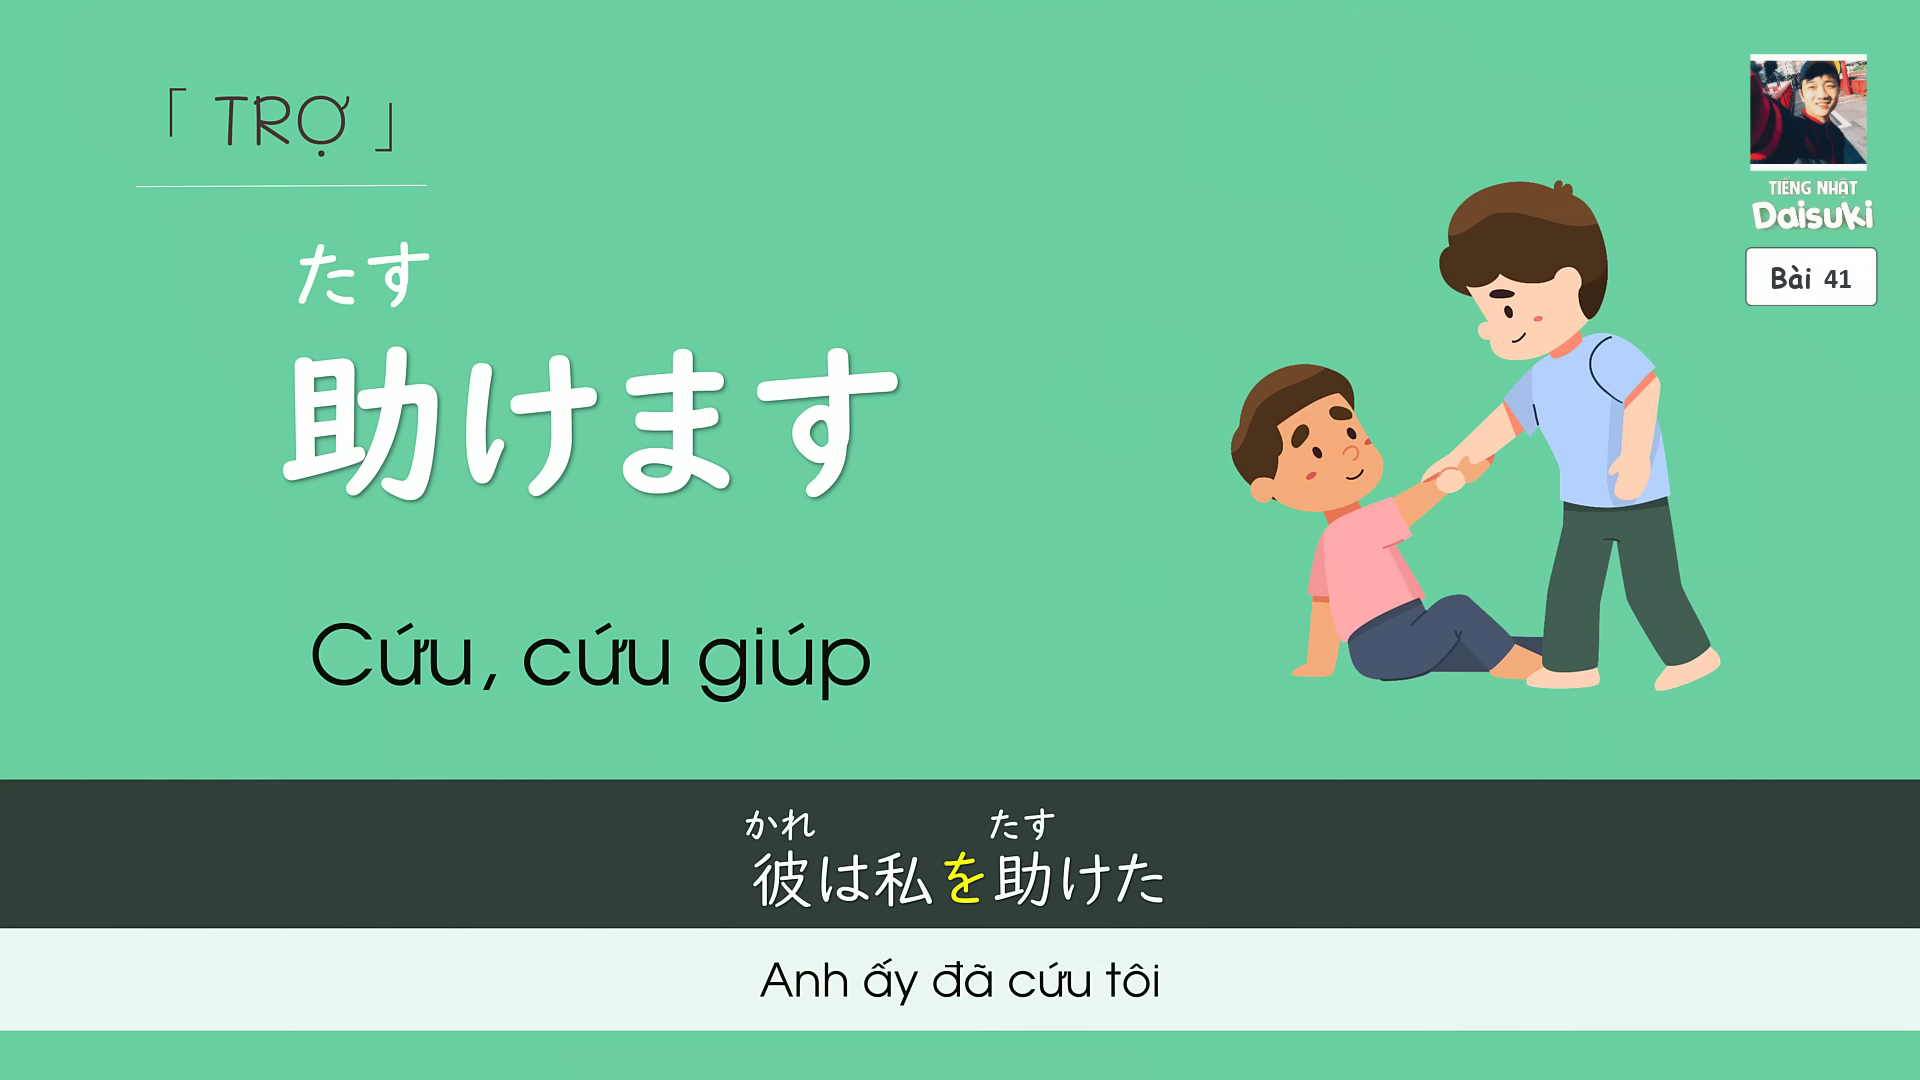 「 TRỢ 」
たす
助けます
Cứu, cứu giúp
TIẾNG NHẬT
Daisuki
Bài 41
かれ たす
彼は私を助けた
Anh ấy đã cứu tôi